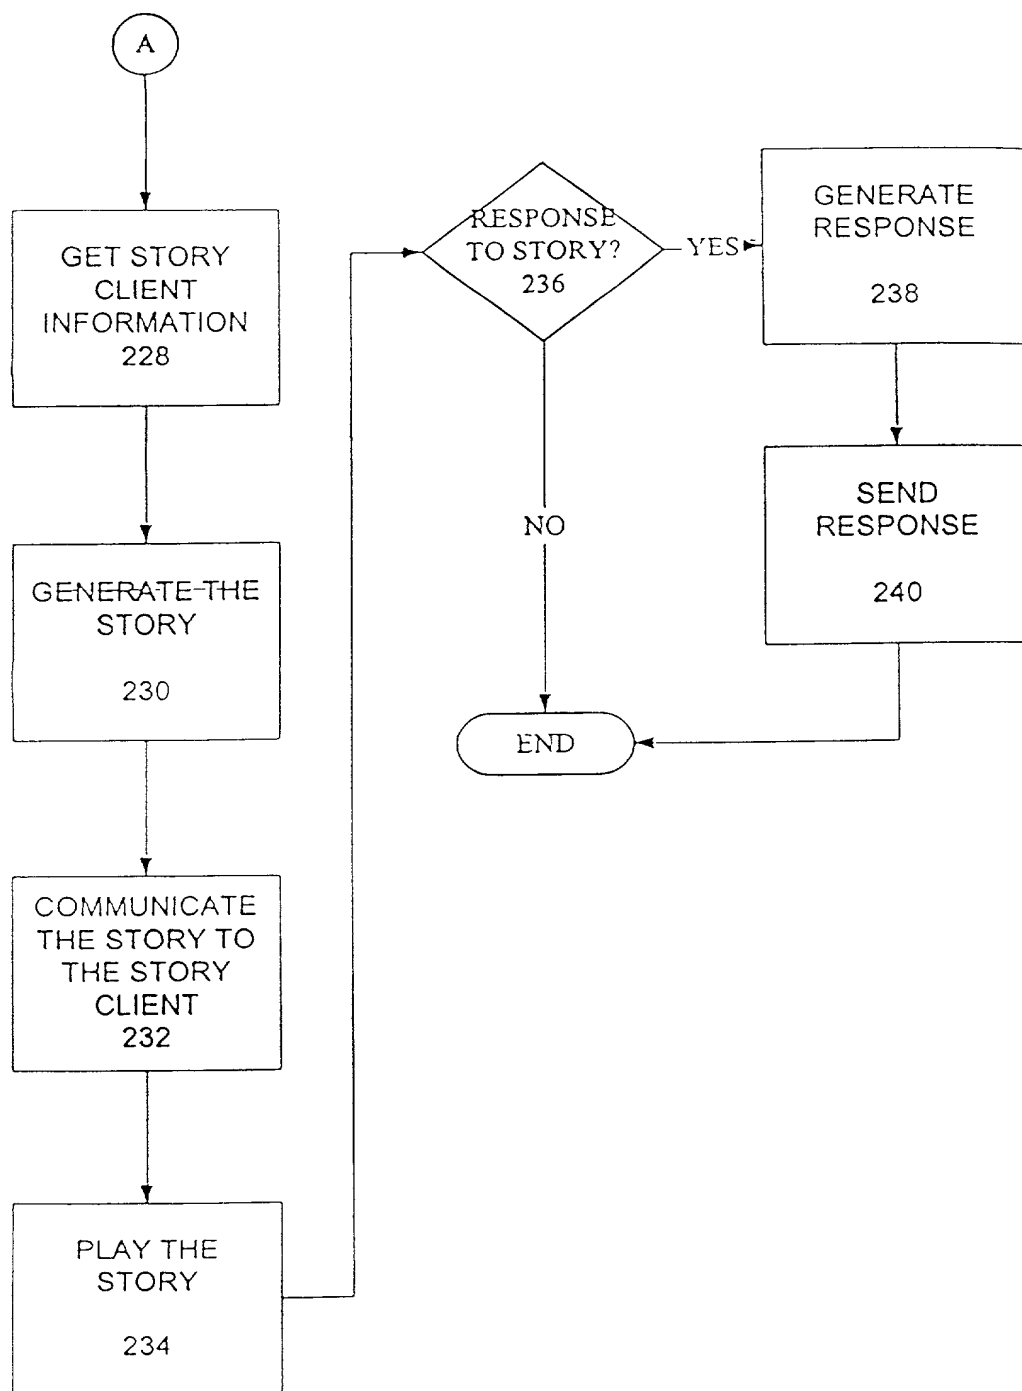 A
GET STORY
CLIENT
INFORMATION
228
GENERATE THE
STORY
230
COMMUNICATE
THE STORY TO
THE STORY
CLIENT
232
PLAY THE
STORY
234
RESPONSE
TO STORY?
236
YES
NO
GENERATE
RESPONSE
238
SEND
RESPONSE
240
END